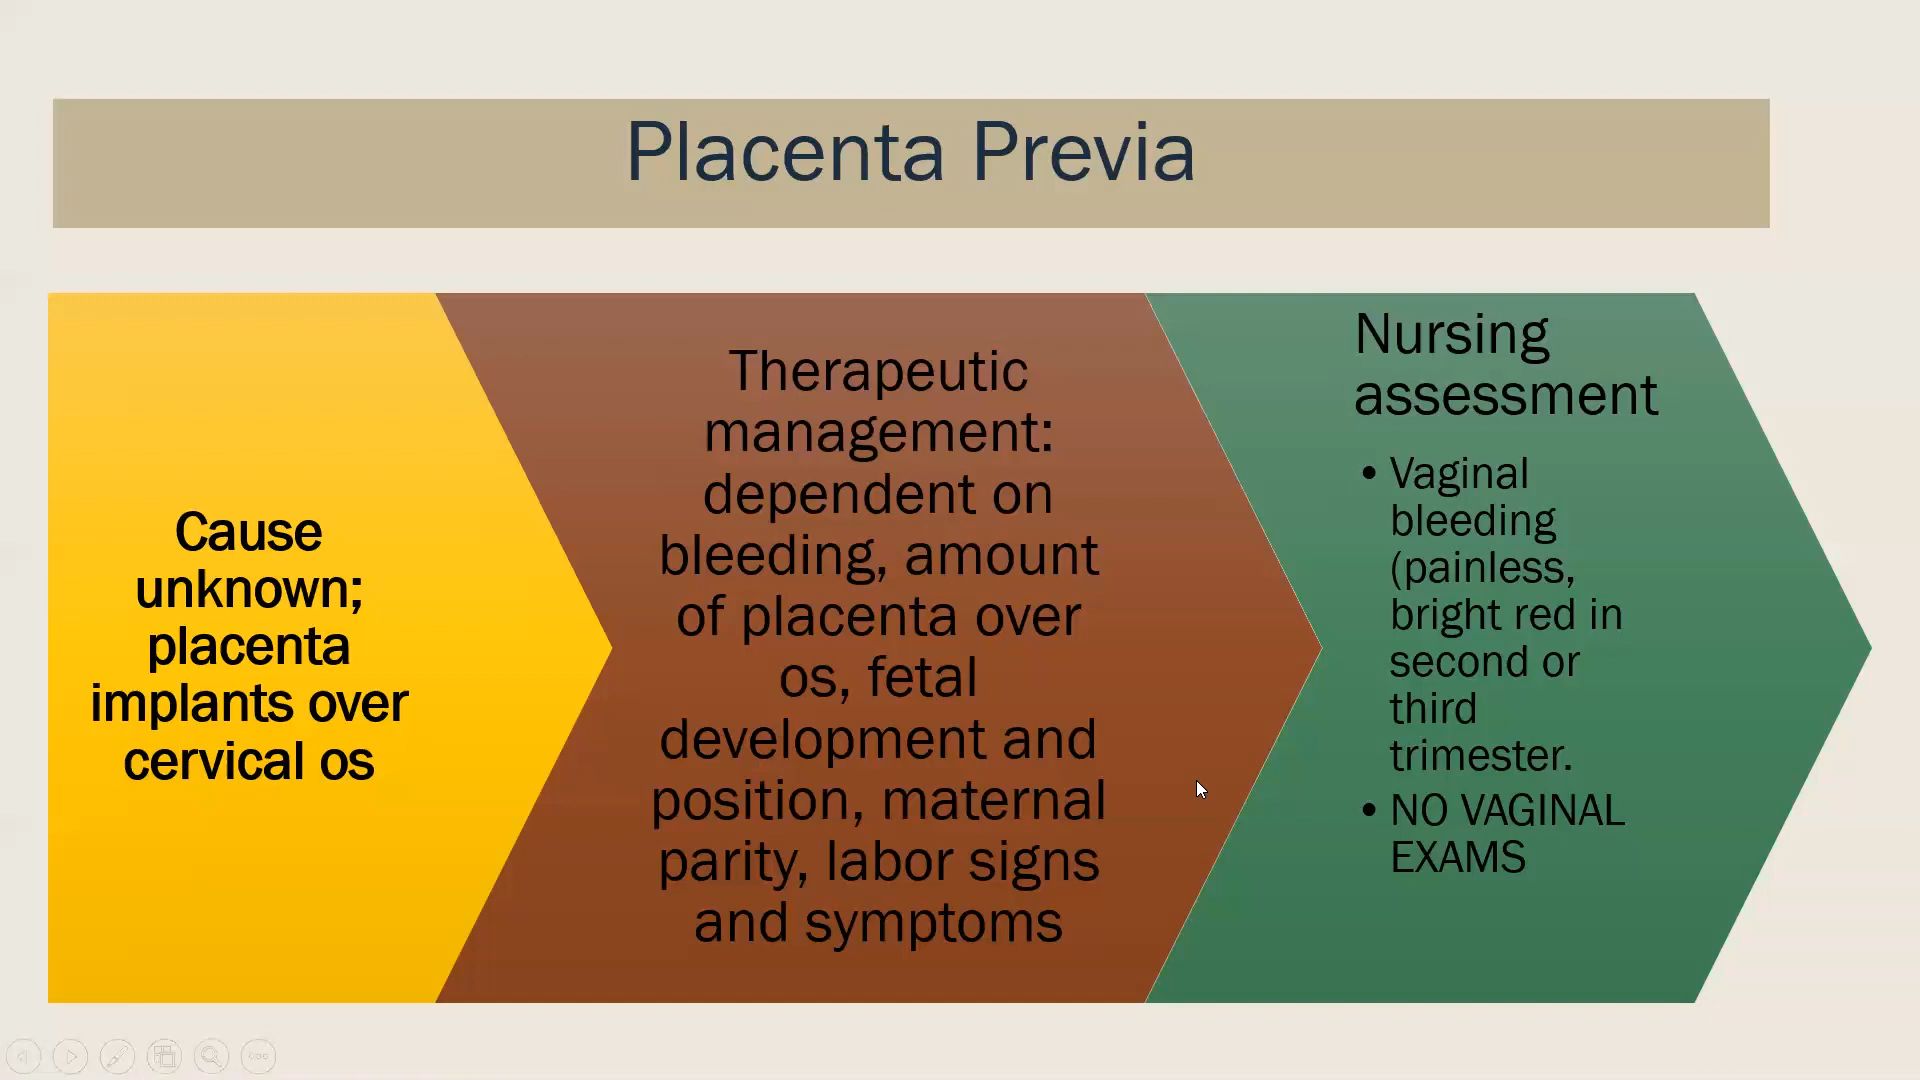 Placenta Previa
Cause
unknown;
placenta
implants over
cervical os
Therapeutic
management:
dependent on
bleeding, amount
of placenta over
os, fetal
development and
position, maternal
parity, labor signs
and symptoms
Nursing
assessment
• Vaginal
bleeding
(painless,
bright red in
second or
third
trimester.
• NO VAGINAL
EXAMS